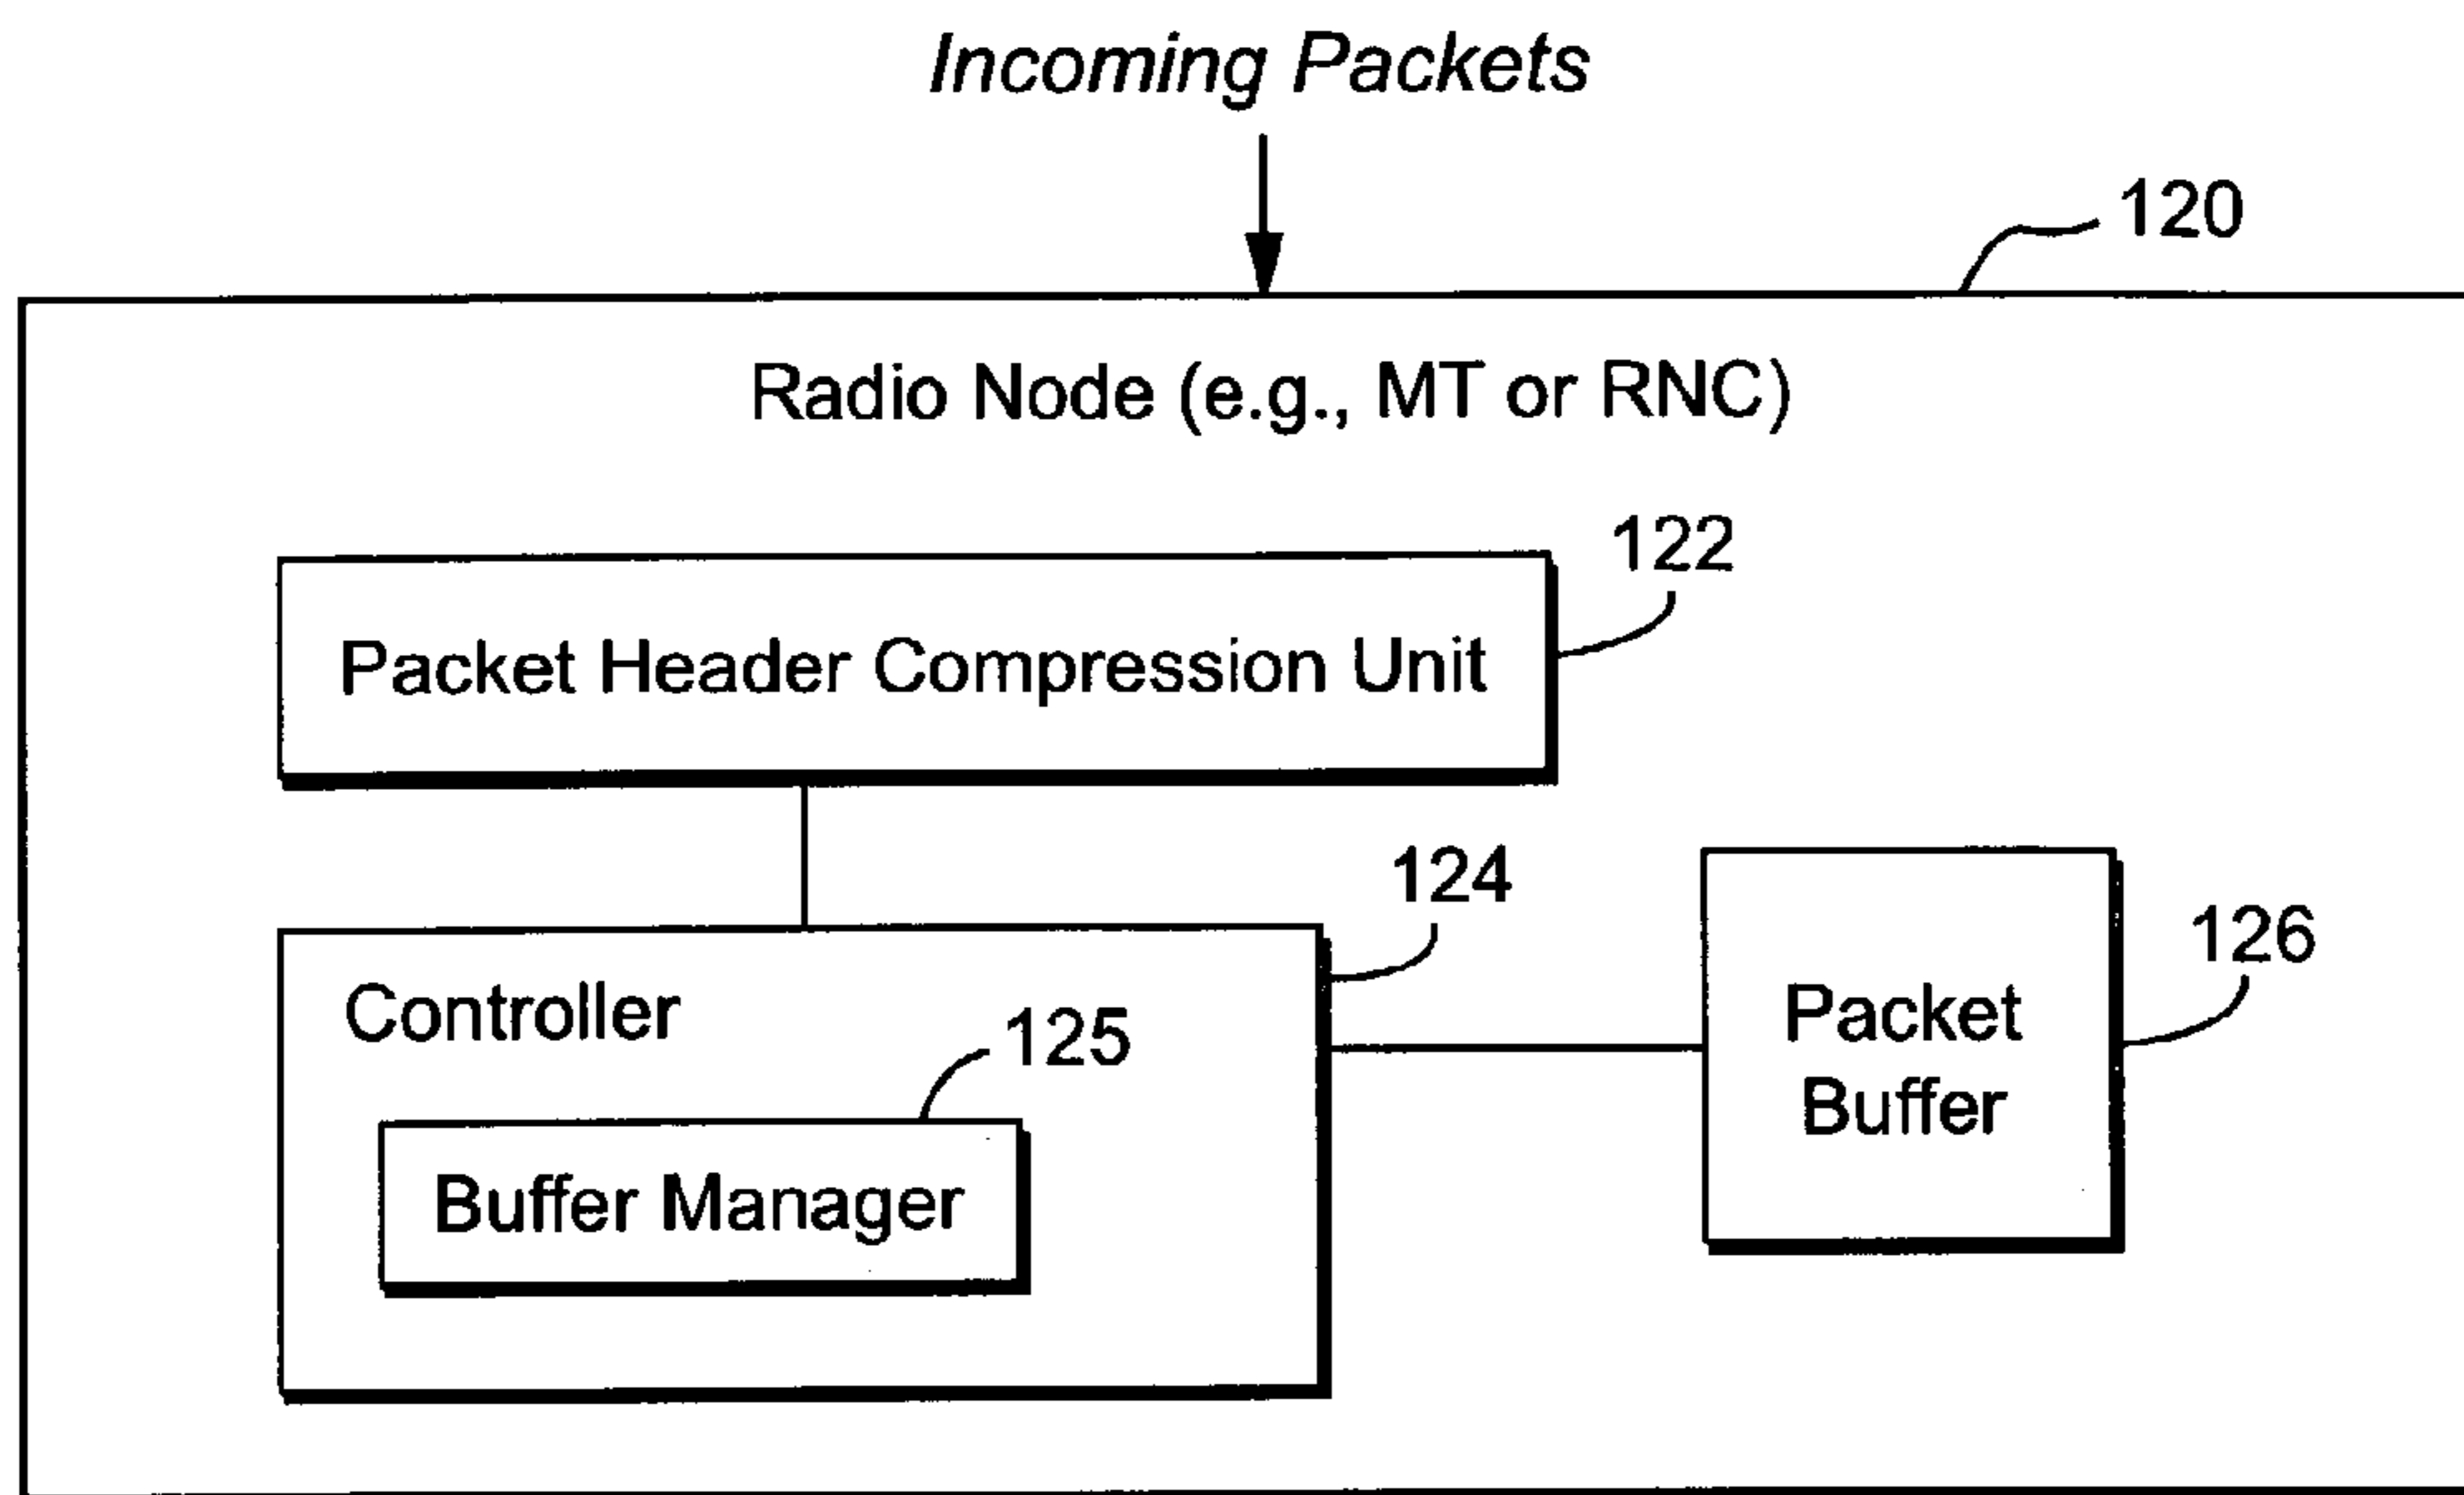 Incoming Packets
120
Radio Node (e.g., MT or RNC)
122
Packet Header Compression Unit
124
126
Controller
125
Packet
Buffer
Buffer Manager